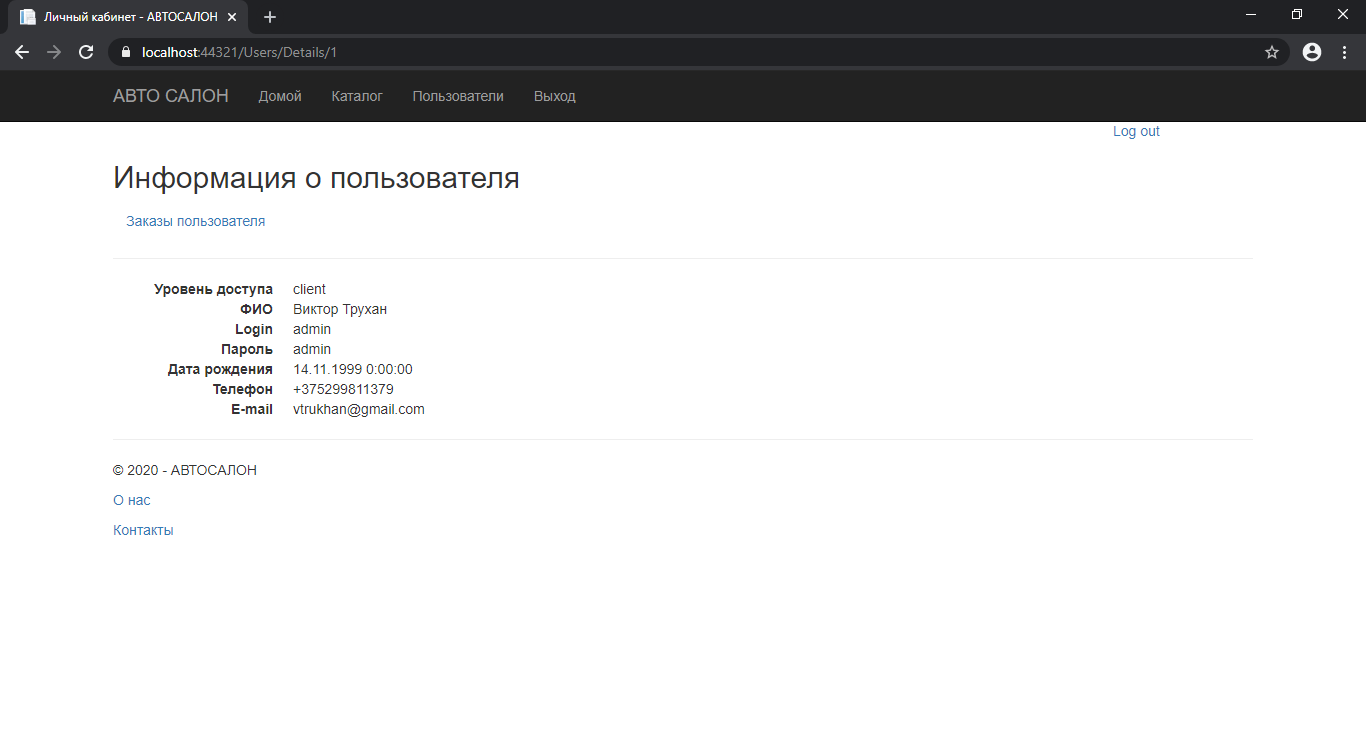 Личный кабинет - АВТОСАЛОН
localhost:44321/Users/Details/1
АВТО САЛОН Домой Каталог Пользователи Выход
Log out
Информация о пользователя
Заказы пользователя
Уровень доступа client
ФИО Виктор Трухан
Login admin
Пароль admin
Дата рождения 14.11.1999 0:00:00
Телефон +375299811379
E-mail vtrukhan@gmail.com
© 2020 - АВТОСАЛОН
О нас
Контакты